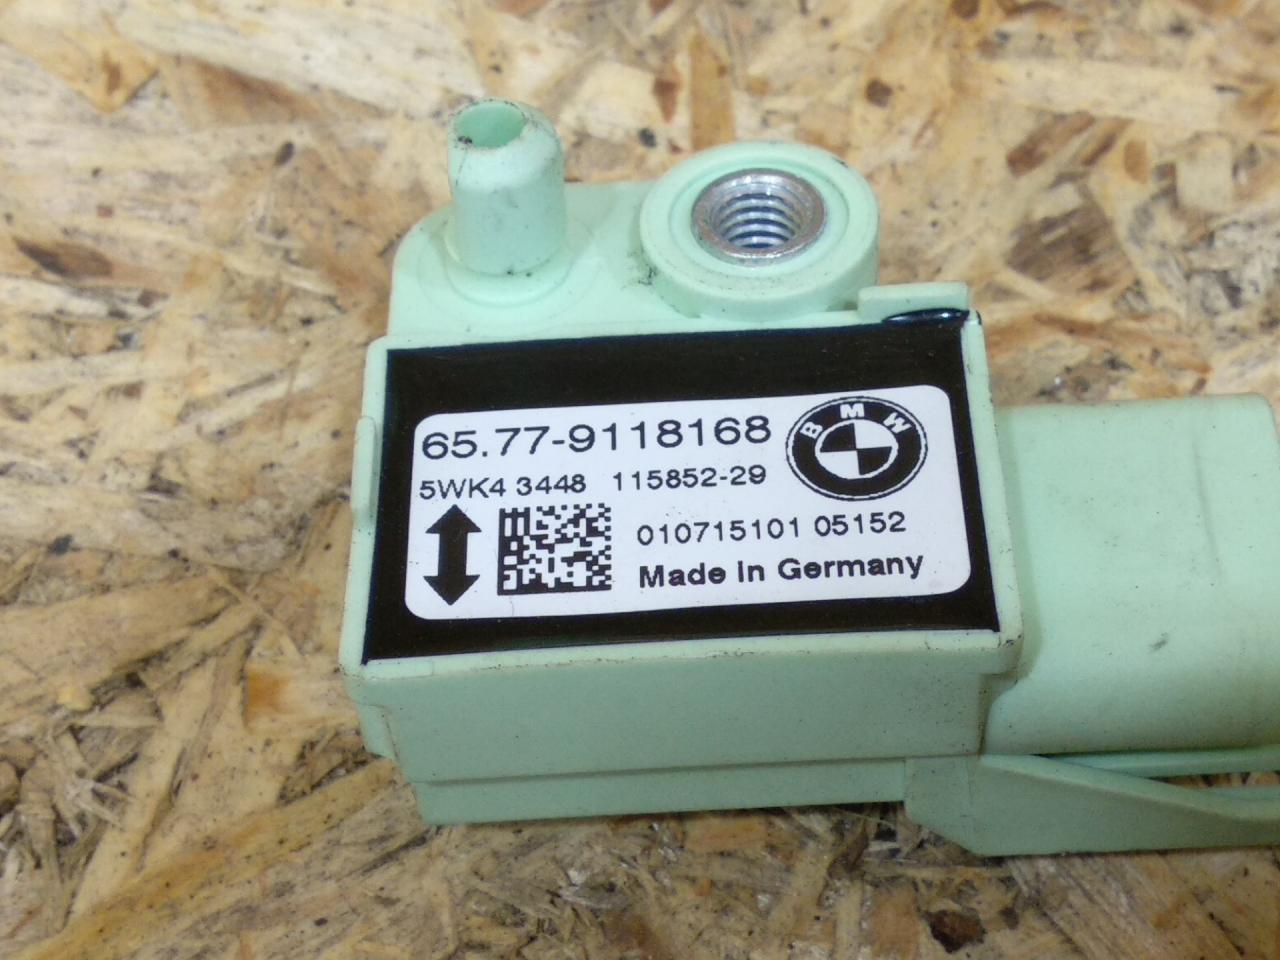 65.77-9118168
BMW
5WK4 3448 115852-29
010715101 05152
Made in Germany